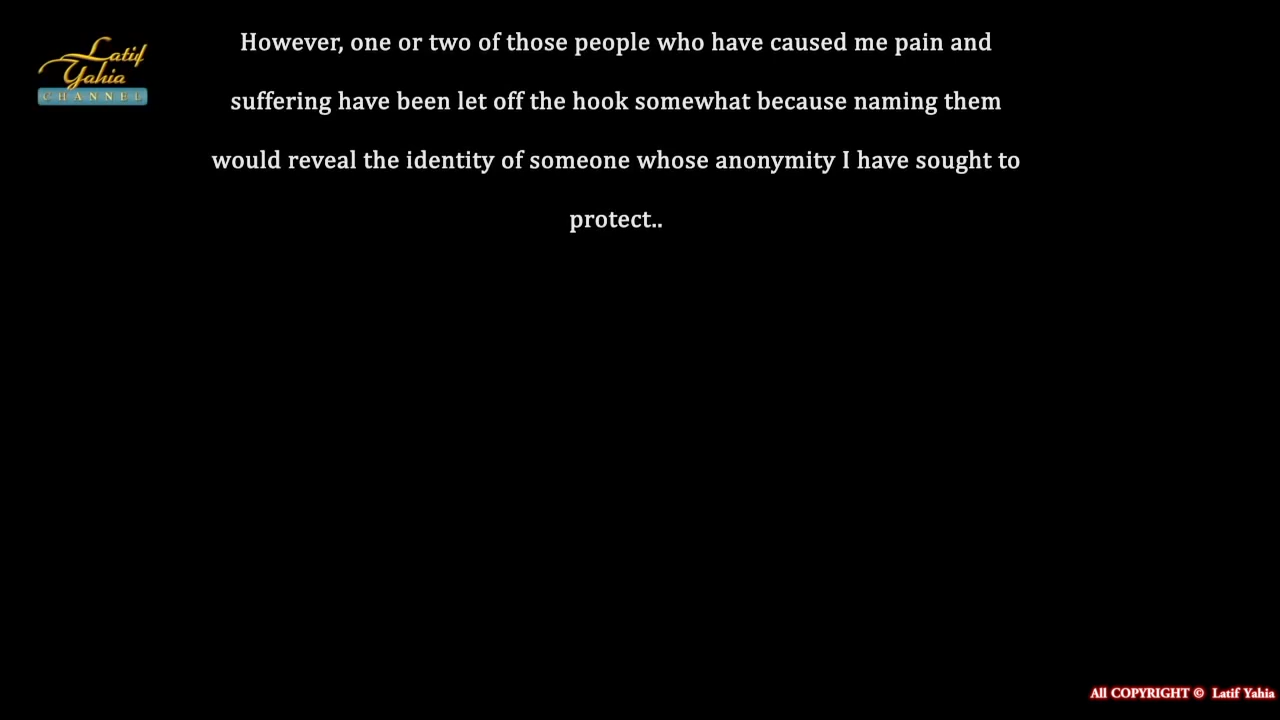 Latif
Yahia
CHANNEL
However, one or two of those people who have caused me pain and
suffering have been let off the hook somewhat because naming them
would reveal the identity of someone whose anonymity I have sought to
protect..
All COPYRIGHT © Latif Yahia